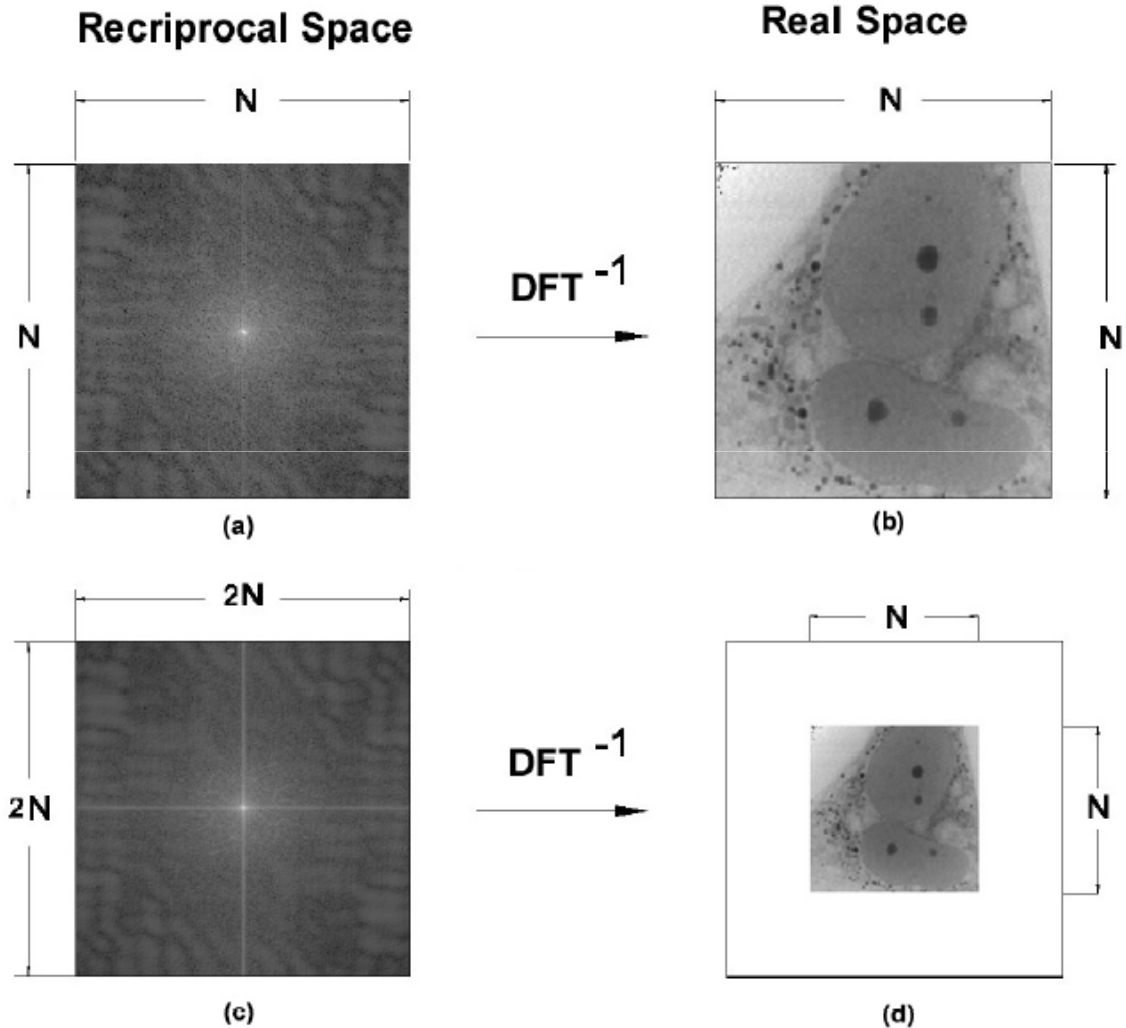 Recriprocal Space
Real Space
N
N
N
DFT -1
N
(a)
(b)
2N
N
2N
DFT -1
N
(c)
(d)